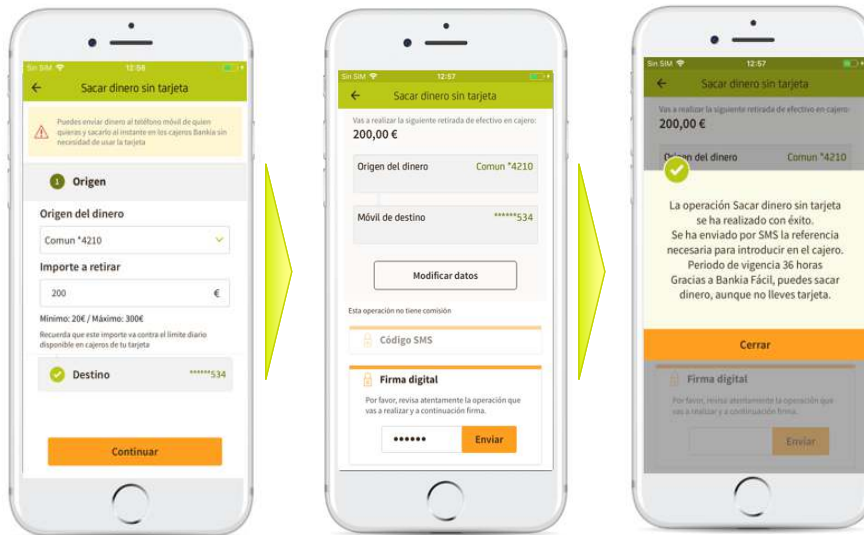 Sin SIM 12:56
Sacar dinero sin tarjeta
Puedes enviar dinero al teléfono móvil de quien
quieras y sacarlo al instante en los cajeros Bankia sin
necesidad de usar la tarjeta
1 Origen
Origen del dinero
Comun *4210
Importe a retirar
200 €
Mínimo: 20€ / Máximo: 300€
Recuerda que este importe va contra el límite diario
disponible en cajeros de tu tarjeta
Destino ******534
Continuar
Sin SIM 12:57
Sacar dinero sin tarjeta
Vas a realizar la siguiente retirada de efectivo en cajero:
200,00 €
Origen del dinero Comun *4210
Móvil de destino ******534
Modificar datos
Esta operación no tiene comisión
Código SMS
Firma digital
Por favor, revisa atentamente la operación que
vas a realizar y a continuación firma.
•••••• Enviar
Sin SIM 12:57
Sacar dinero sin tarjeta
Vas a realizar la siguiente retirada de efectivo en cajero:
200,00 €
Origen del dinero Comun *4210
La operación Sacar dinero sin tarjeta
se ha realizado con éxito.
Se ha enviado por SMS la referencia
necesaria para introducir en el cajero.
Periodo de vigencia 36 horas
Gracias a Bankia Fácil, puedes sacar
dinero, aunque no lleves tarjeta.
Cerrar
Firma digital
Por favor, revisa atentamente la operación que
vas a realizar y a continuación firma.
Enviar